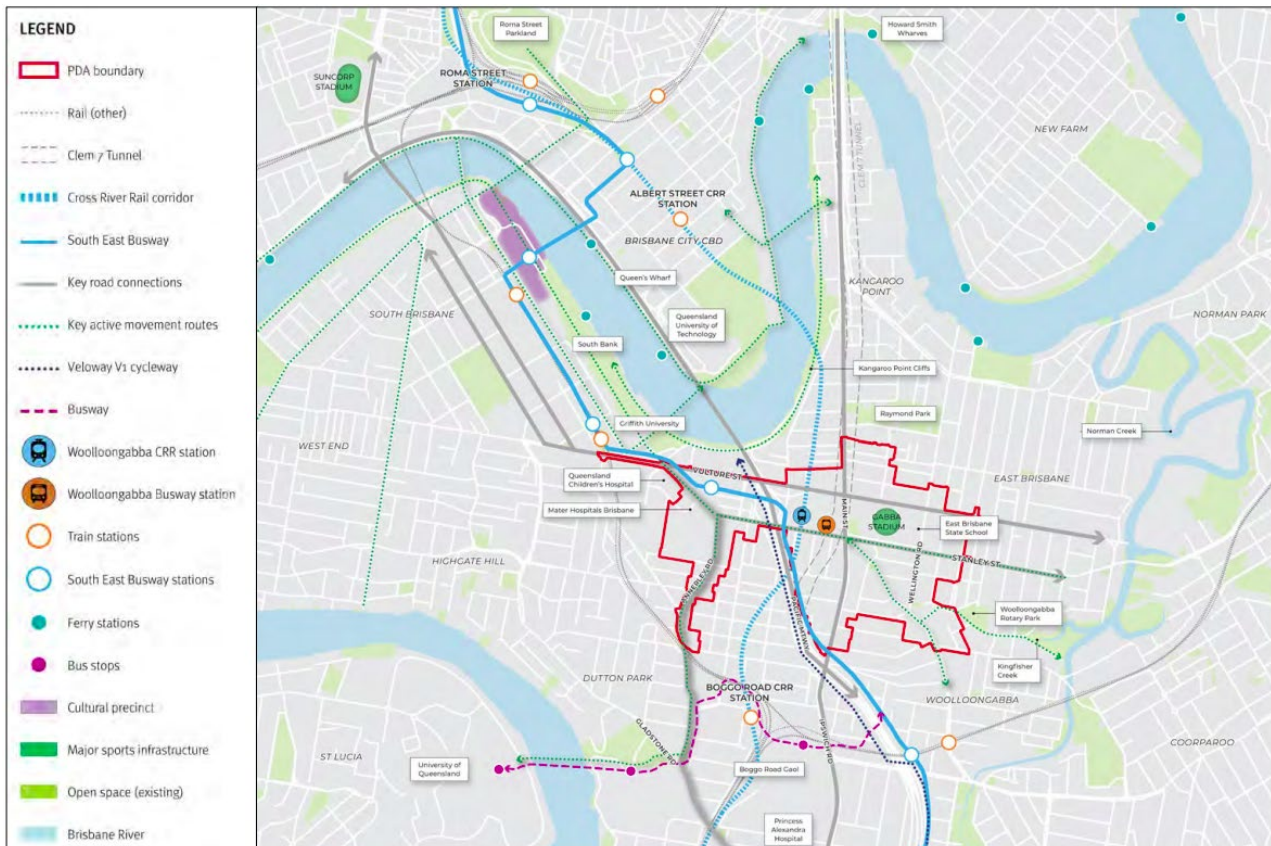 LEGEND
PDA boundary
Rail (other)
Clem 7 Tunnel
Cross River Rail corridor
South East Busway
Key road connections
Key active movement routes
Veloway V1 cycleway
Busway
Woolloongabba CRR station
Woolloongabba Busway station
Train stations
South East Busway stations
Ferry stations
Bus stops
Cultural precinct
Major sports infrastructure
Open space (existing)
Brisbane River
Roma Street
Parkland
Howard Smith
Wharves
SUNCORP
STADIUM
ROMA STREET
STATION
NEW FARM
CLEM 7 TUNNEL
ALBERT STREET CRR
STATION
BRISBANE CITY CBD
Queen's Wharf
KANGAROO
POINT
SOUTH BRISBANE
Queensland
University of
Technology
NORMAN PARK
South Bank
Kangaroo Point Cliffs
Raymond Park
Griffith University
Norman Creek
WEST END
VULTURE ST
EAST BRISBANE
Queensland
Children's Hospital
Mater Hospitals Brisbane
MAIN ST
GABBA
STADIUM
East Brisbane
State School
STANLEY ST
HIGHGATE HILL
ANNERLEY RD
WELLINGTON RD
PACIFIC MWY
Woolloongabba
Rotary Park
Kingfisher
Creek
DUTTON PARK
BOGGO ROAD CRR
STATION
WOOLLOONGABBA
GLADSTONE RD
IPSWICH RD
COORPAROO
ST LUCIA
University of
Queensland
Boggo Road Gaol
Princess
Alexandra
Hospital